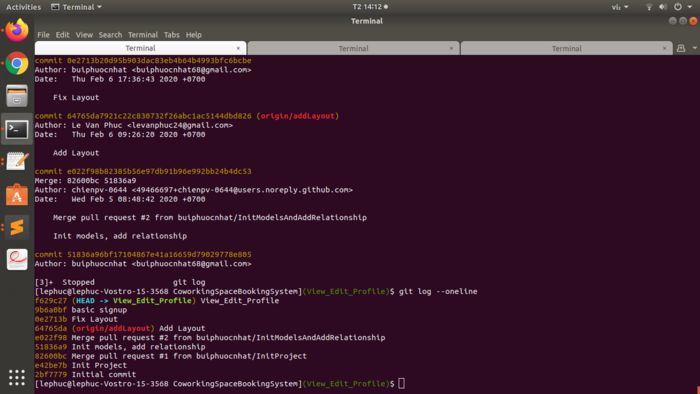 Activities
Terminal
T2 14:12
vi1
Terminal
File Edit View Search Terminal Tabs Help
Terminal × Terminal × Terminal ×
commit 0e2713b20d95b903dac83eb4b64b4993bfc6bcbe
Author: buiphuocnhat <buiphuocnhat68@gmail.com>
Date: Thu Feb 6 17:36:43 2020 +0700
Fix Layout
commit 64765da7921c22c830732f26abc1ac5144dbd826 (origin/addLayout)
Author: Le Van Phuc <levanphuc24@gmail.com>
Date: Thu Feb 6 09:26:20 2020 +0700
Add Layout
commit e022f98b82385b56e97db91b96e992bb24b4dc53
Merge: 82600bc 51836a9
Author: chienpv-0644 <49466697+chienpv-0644@users.noreply.github.com>
Date: Wed Feb 5 08:48:42 2020 +0700
Merge pull request #2 from buiphuocnhat/InitModelsAndAddRelationship
Init models, add relationship
commit 51836a96bf17104867e41a16659d79029778e805
Author: buiphuocnhat <buiphuocnhat68@gmail.com>
[3]+ Stopped git log
[lephuc@lephuc-Vostro-15-3568 CoworkingSpaceBookingSystem](View_Edit_Profile)$ git log --oneline
f629c27 (HEAD -> View_Edit_Profile) View_Edit_Profile
9b6a0bf basic signup
0e2713b Fix Layout
64765da (origin/addLayout) Add Layout
e022f98 Merge pull request #2 from buiphuocnhat/InitModelsAndAddRelationship
51836a9 Init models, add relationship
82600bc Merge pull request #1 from buiphuocnhat/InitProject
e42be7b Init Project
2bf7779 Initial commit
[lephuc@lephuc-Vostro-15-3568 CoworkingSpaceBookingSystem](View_Edit_Profile)$